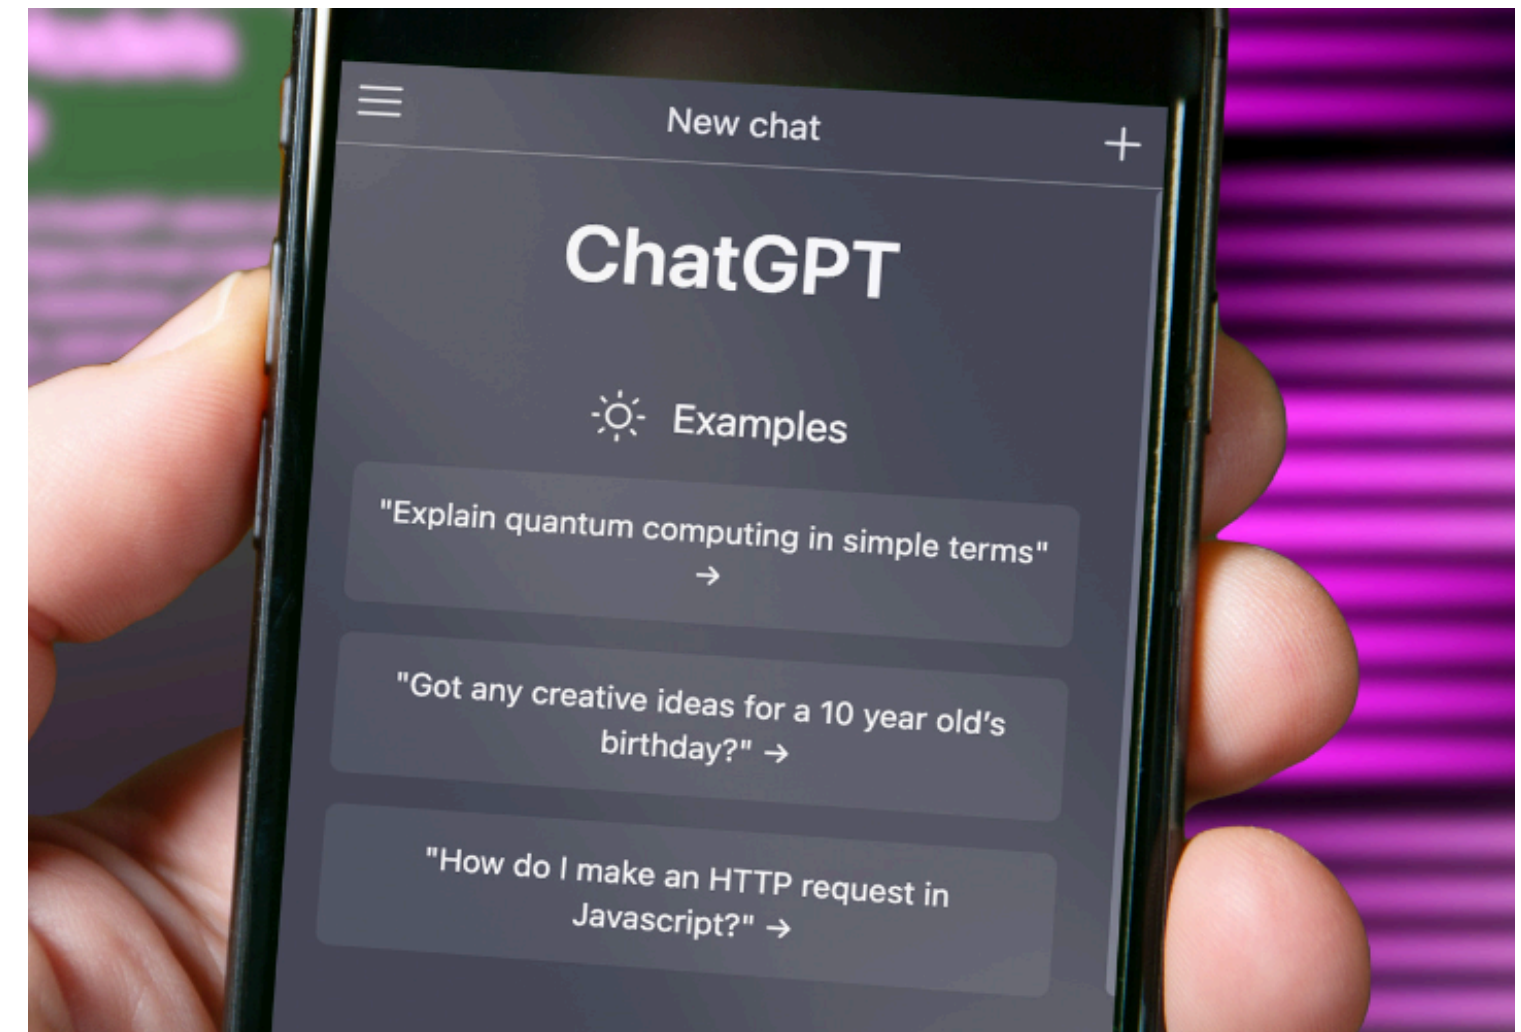 New chat
ChatGPT
Examples
"Explain quantum computing in simple terms"
→
"Got any creative ideas for a 10 year old's
birthday?" →
"How do I make an HTTP request in
Javascript?" →